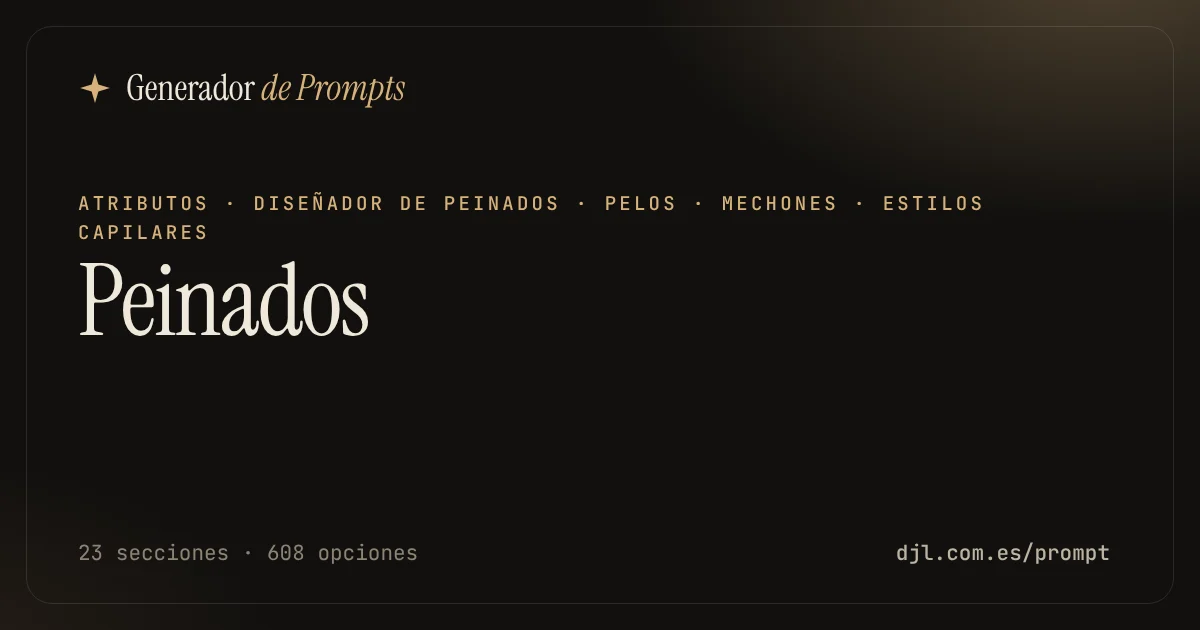 Generador de Prompts
ATRIBUTOS · DISEÑADOR DE PEINADOS · PELOS · MECHONES · ESTILOS
CAPILARES
Peinados
23 secciones · 608 opciones
djl.com.es/prompt